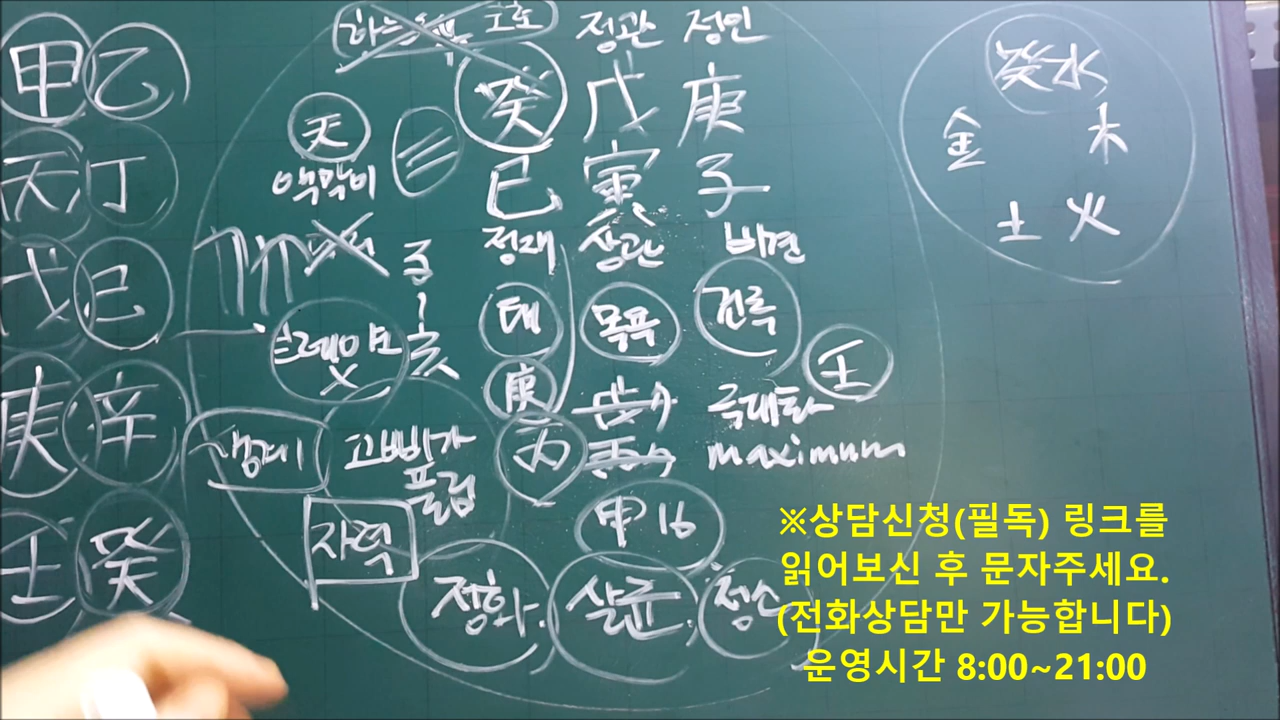 甲 乙
丙 丁
戊 己
庚 辛
壬 癸
정관 정인
癸 戊 庚
巳 寅 子
정재 상관 비견
天
액막이
태 목욕 건록
庚
子
亥
극대화 壬
maximum
고삐가
풀림
자력
甲 16
정화. 살균. 청소
癸水
金 木
土 火
※상담신청(필독) 링크를
읽어보신 후 문자주세요.
(전화상담만 가능합니다)
운영시간 8:00~21:00